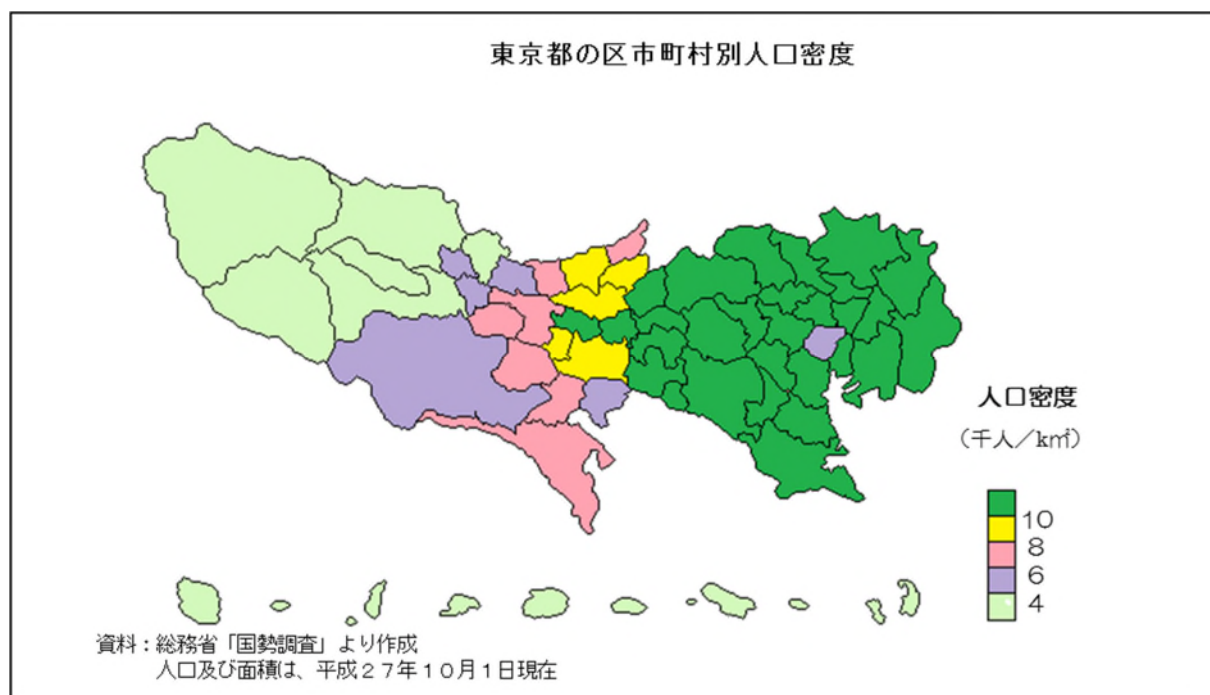 東京都の区市町村別人口密度
人口密度
（千人／k㎡）
10
8
6
4
資料：総務省「国勢調査」より作成
人口及び面積は、平成２７年１０月１日現在